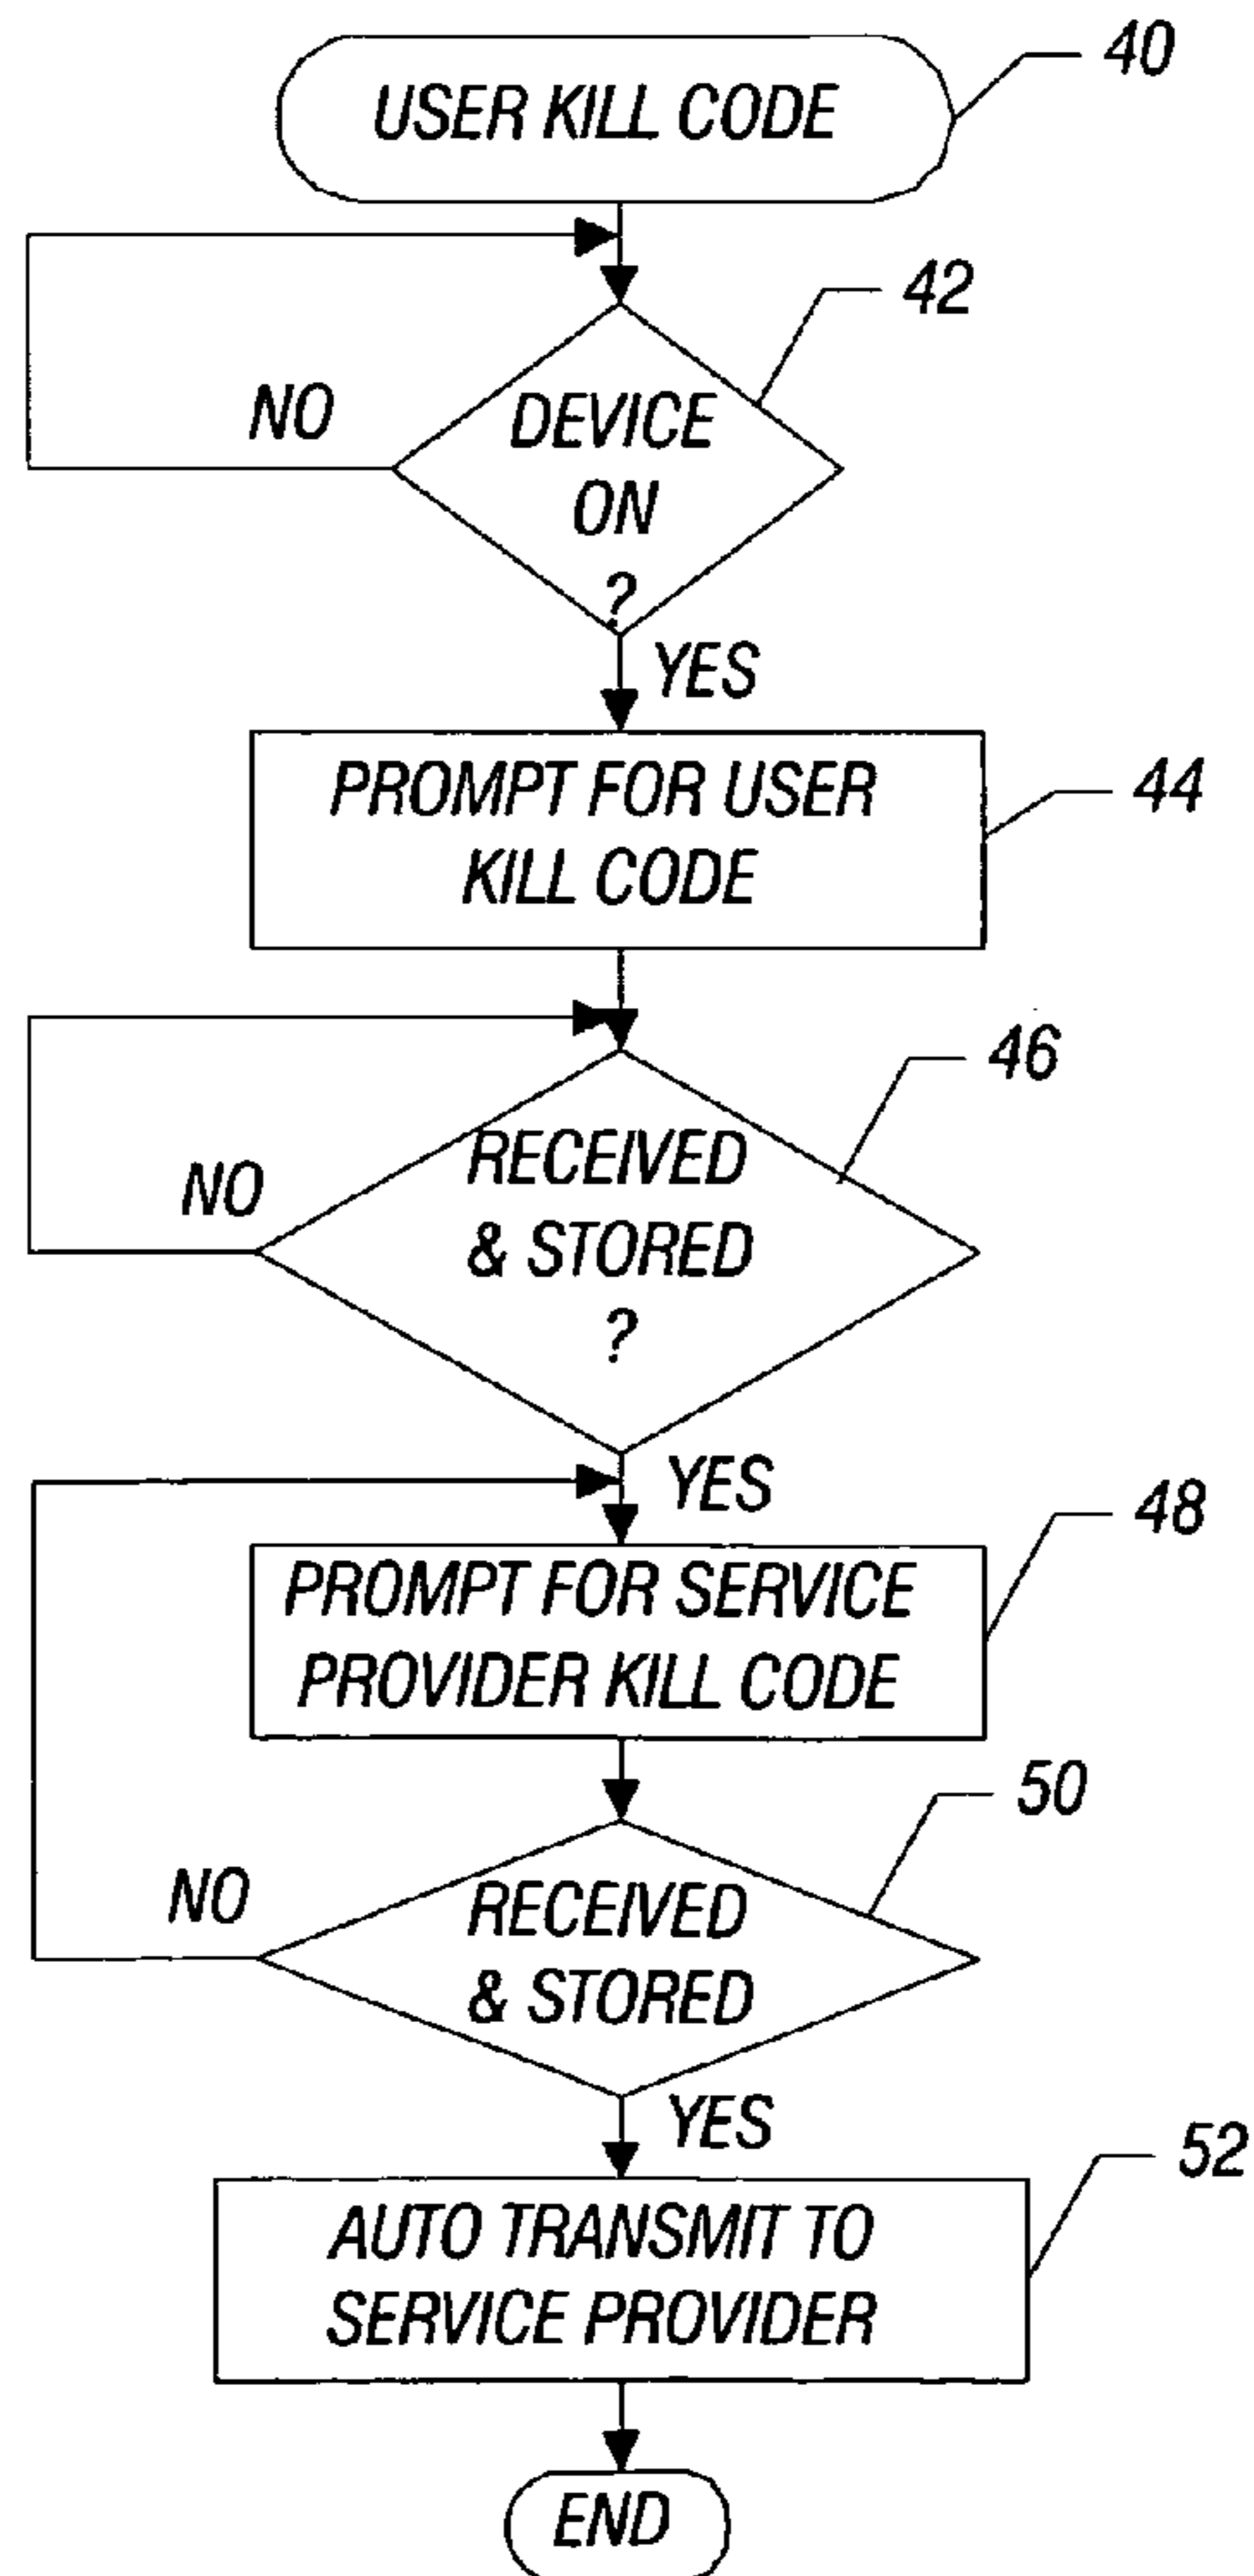 USER KILL CODE
40
42
DEVICE
ON
?
NO
YES
PROMPT FOR USER
KILL CODE
44
46
RECEIVED
& STORED
?
NO
YES
PROMPT FOR SERVICE
PROVIDER KILL CODE
48
50
RECEIVED
& STORED
NO
YES
AUTO TRANSMIT TO
SERVICE PROVIDER
52
END